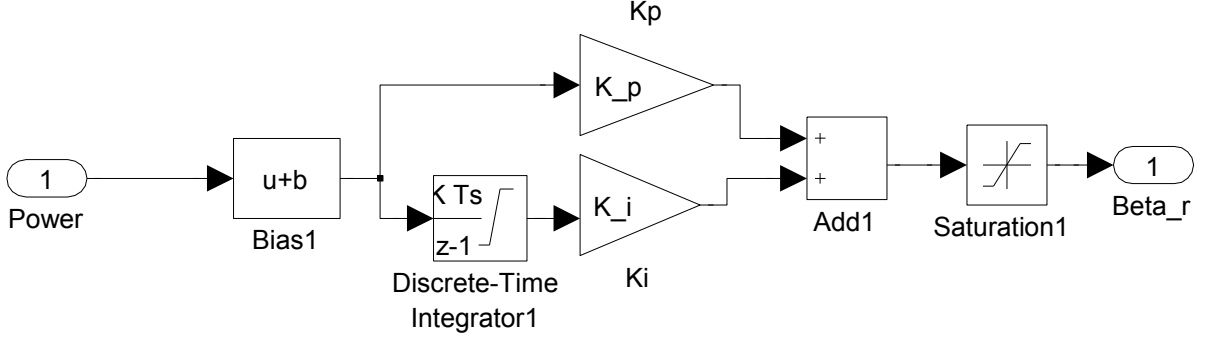 Kp
K_p
1
Power
u+b
Bias1
K Ts
z-1
Discrete-Time
Integrator1
K_i
Ki
+
+
Add1
Saturation1
1
Beta_r